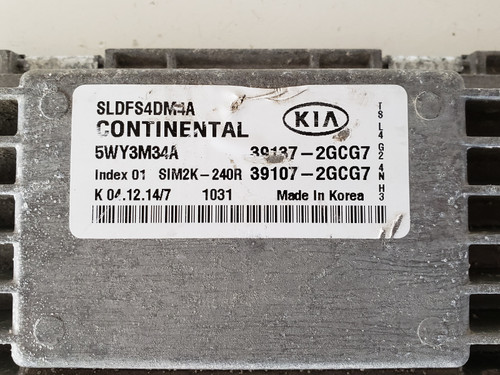 SLDFS4DM4A
CONTINENTAL
KIA
5WY3M34A 39137-2GCG7
Index 01 SIM2K-240R 39107-2GCG7
K 04.12.14/7 1031 Made In Korea
TS L4 G2 4N H3